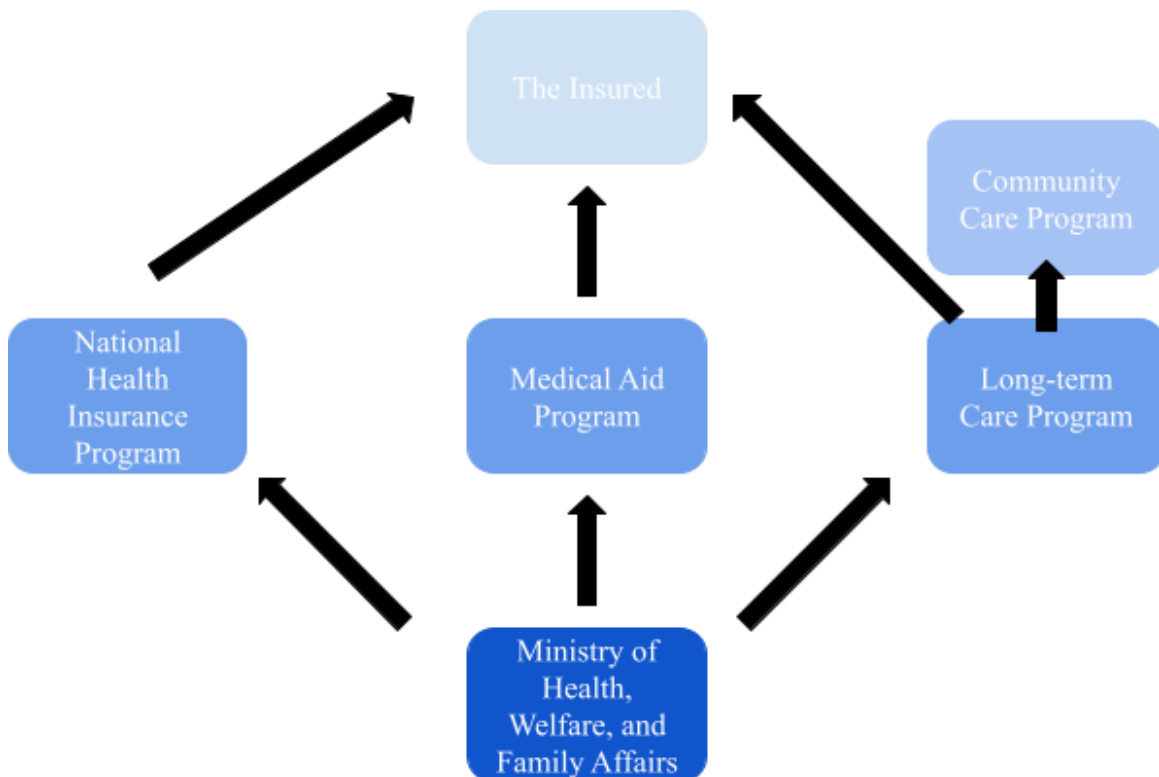 The Insured
Community
Care Program
National
Health
Insurance
Program
Medical Aid
Program
Long-term
Care Program
Ministry of
Health,
Welfare, and
Family Affairs